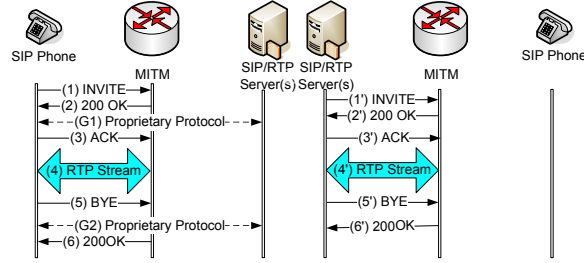 SIP Phone
MITM
SIP/RTP
Server(s)
SIP/RTP
Server(s)
MITM
SIP Phone
(1) INVITE
(2) 200 OK
(G1) Proprietary Protocol
(3) ACK
(4) RTP Stream
(5) BYE
(G2) Proprietary Protocol
(6) 200OK
(1') INVITE
(2') 200 OK
(3') ACK
(4') RTP Stream
(5') BYE
(6') 200OK